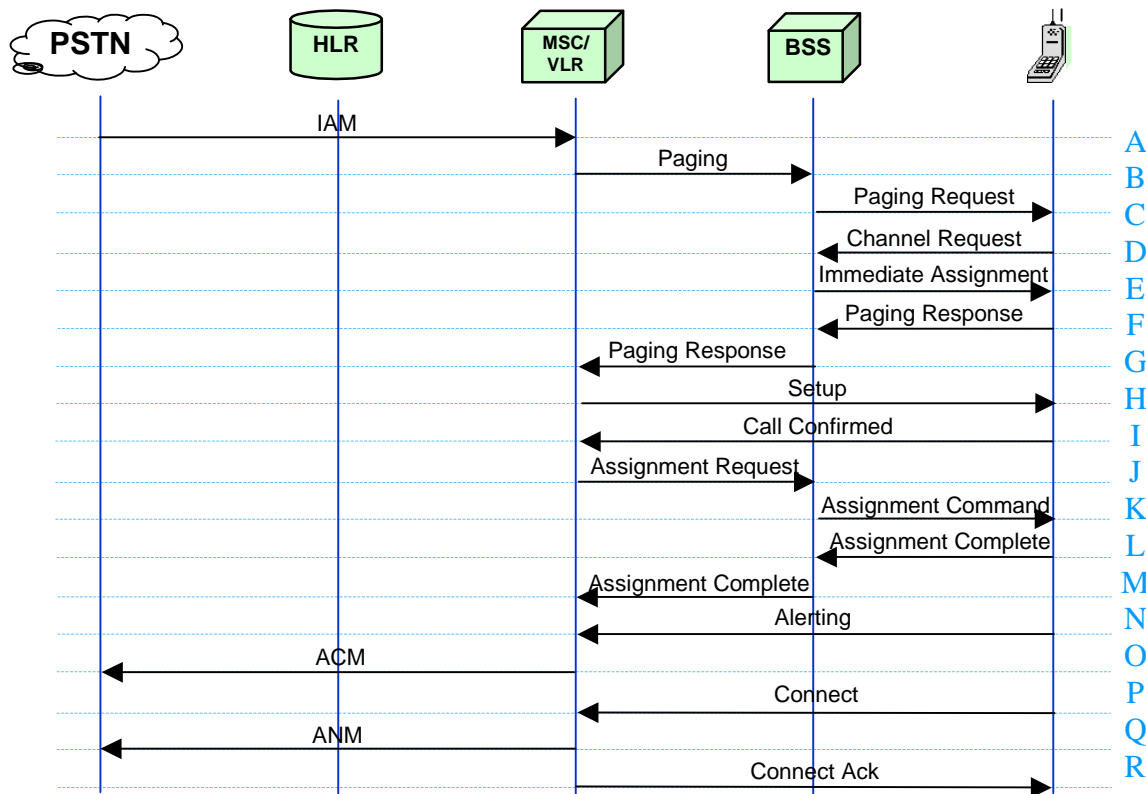 PSTN
HLR
MSC/
VLR
BSS
IAM
A
Paging
B
Paging Request
C
Channel Request
D
Immediate Assignment
E
Paging Response
F
Paging Response
G
Setup
H
Call Confirmed
I
Assignment Request
J
Assignment Command
K
Assignment Complete
L
Assignment Complete
M
Alerting
N
ACM
O
Connect
P
ANM
Q
Connect Ack
R